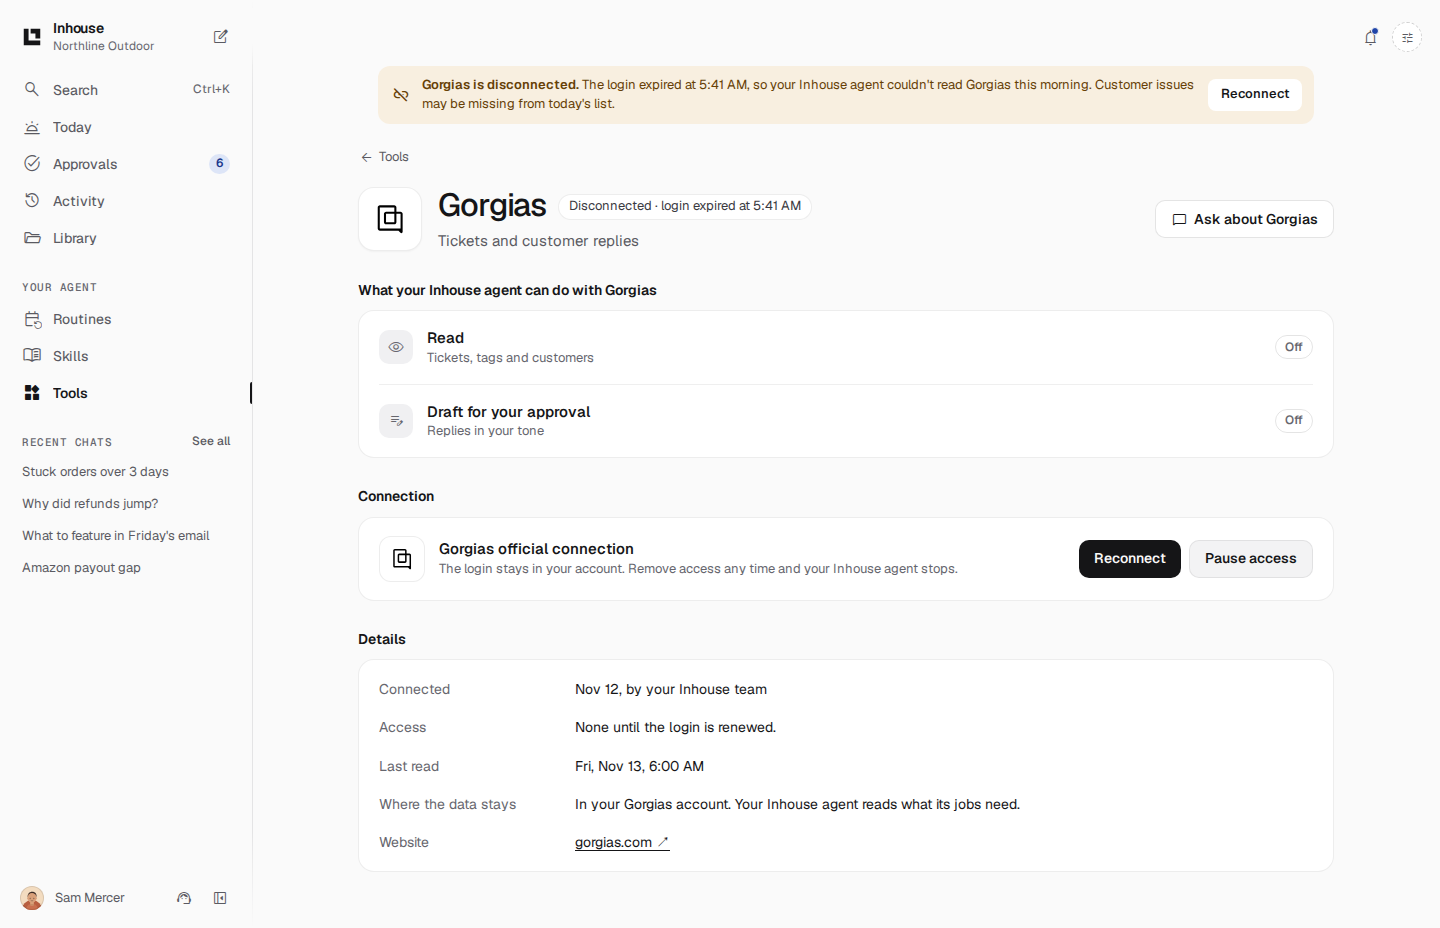 Inhouse
Northline Outdoor
Search Ctrl+K
Today
Approvals 6
Activity
Library
YOUR AGENT
Routines
Skills
Tools
RECENT CHATS See all
Stuck orders over 3 days
Why did refunds jump?
What to feature in Friday's email
Amazon payout gap
Sam Mercer
Gorgias is disconnected. The login expired at 5:41 AM, so your Inhouse agent couldn't read Gorgias this morning. Customer issues
may be missing from today's list.
Reconnect
← Tools
Gorgias
Disconnected · login expired at 5:41 AM
Tickets and customer replies
Ask about Gorgias
What your Inhouse agent can do with Gorgias
Read
Tickets, tags and customers
Off
Draft for your approval
Replies in your tone
Off
Connection
Gorgias official connection
The login stays in your account. Remove access any time and your Inhouse agent stops.
Reconnect
Pause access
Details
Connected Nov 12, by your Inhouse team
Access None until the login is renewed.
Last read Fri, Nov 13, 6:00 AM
Where the data stays In your Gorgias account. Your Inhouse agent reads what its jobs need.
Website gorgias.com ↗